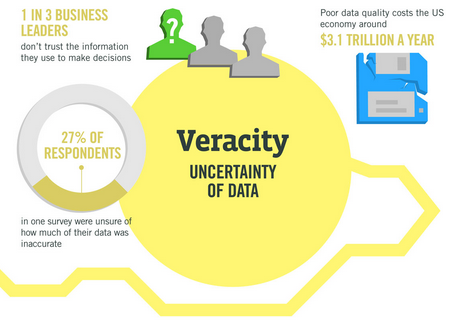 1 IN 3 BUSINESS
LEADERS
don't trust the information
they use to make decisions
?
Poor data quality costs the US
economy around
$3.1 TRILLION A YEAR
27% OF
RESPONDENTS
in one survey were unsure of
how much of their data was
inaccurate
Veracity
UNCERTAINTY
OF DATA